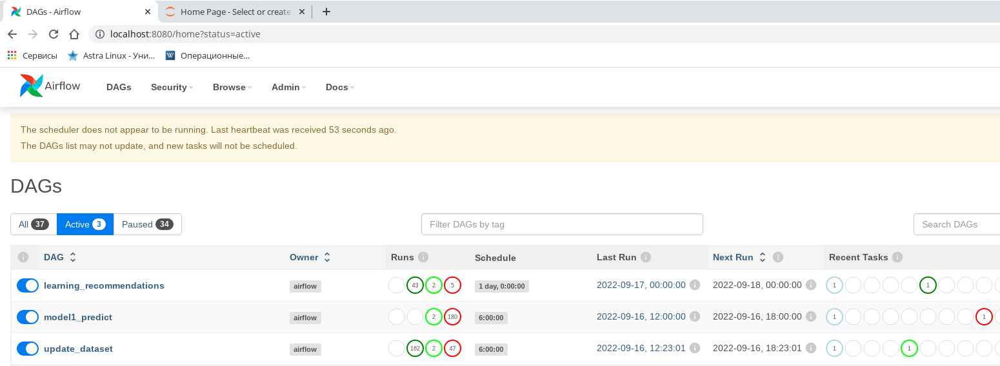 DAGs - Airflow
Home Page - Select or create
localhost:8080/home?status=active
Сервисы Astra Linux - Уни... Операционные...
Airflow DAGs Security Browse Admin Docs
The scheduler does not appear to be running. Last heartbeat was received 53 seconds ago.
The DAGs list may not update, and new tasks will not be scheduled.
DAGs
All 37 Active 3 Paused 34 Filter DAGs by tag Search DAGs
DAG Owner Runs Schedule Last Run Next Run Recent Tasks
learning_recommendations airflow 43 2 5 1 day, 0:00:00 2022-09-17, 00:00:00 2022-09-18, 00:00:00 1 1
model1_predict airflow 2 180 6:00:00 2022-09-16, 12:00:00 2022-09-16, 18:00:00 1 1
update_dataset airflow 162 2 47 6:00:00 2022-09-16, 12:23:01 2022-09-16, 18:23:01 1 1